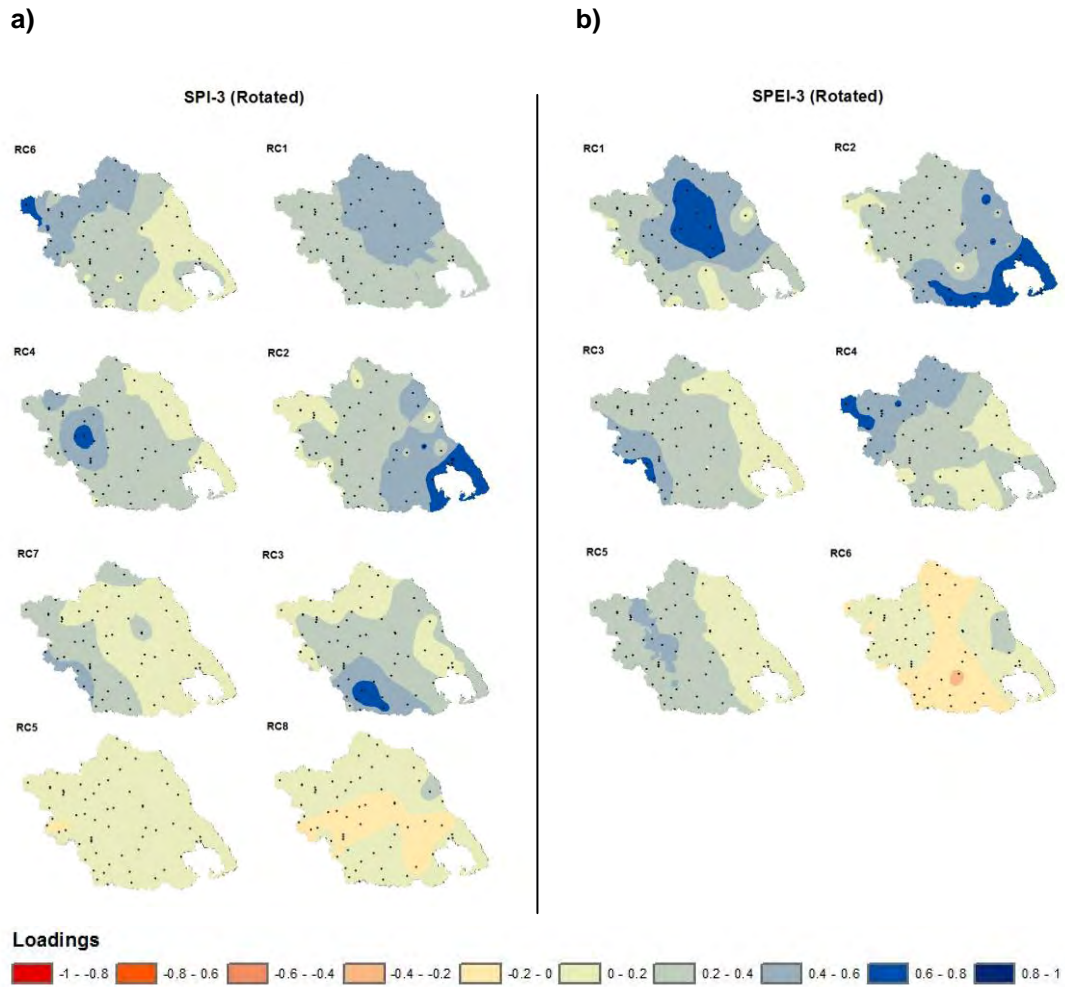 a)
b)
SPI-3 (Rotated)
SPEI-3 (Rotated)
RC6
RC1
RC1
RC2
RC4
RC2
RC3
RC4
RC7
RC3
RC5
RC6
RC5
RC8
Loadings
-1 - -0.8
-0.8 - 0.6
-0.6 - -0.4
-0.4 - -0.2
-0.2 - 0
0 - 0.2
0.2 - 0.4
0.4 - 0.6
0.6 - 0.8
0.8 - 1